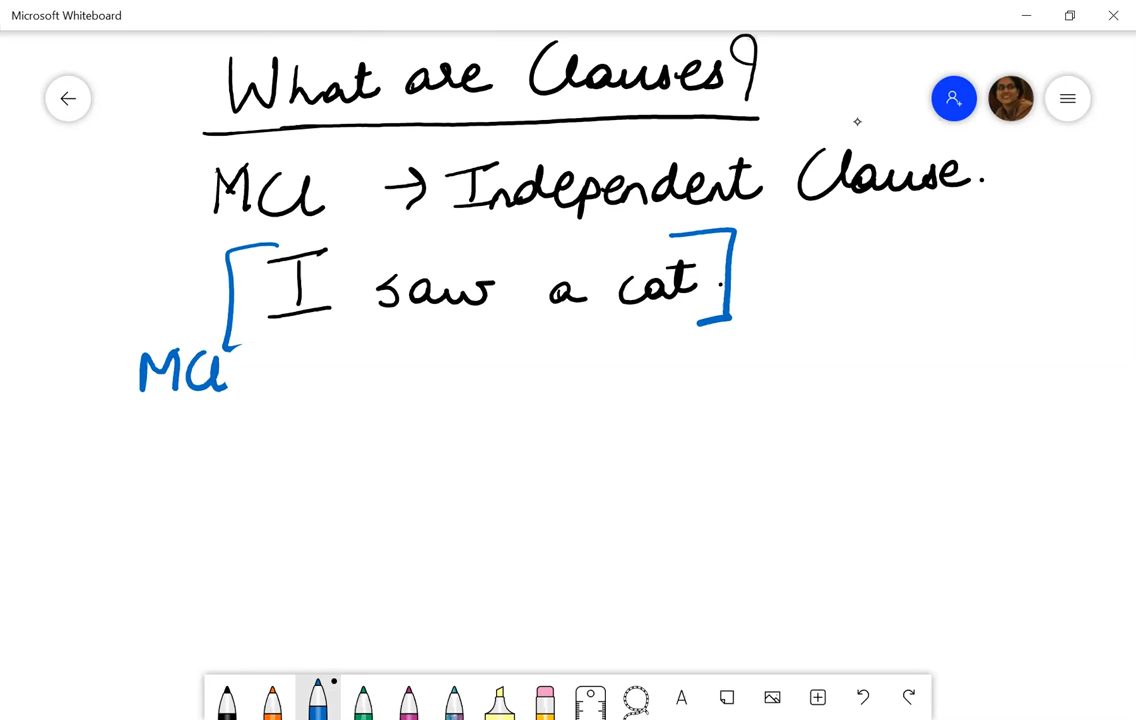 Microsoft Whiteboard
What are Clauses?
MCl → Independent Clause.
[I saw a cat.]
MCl